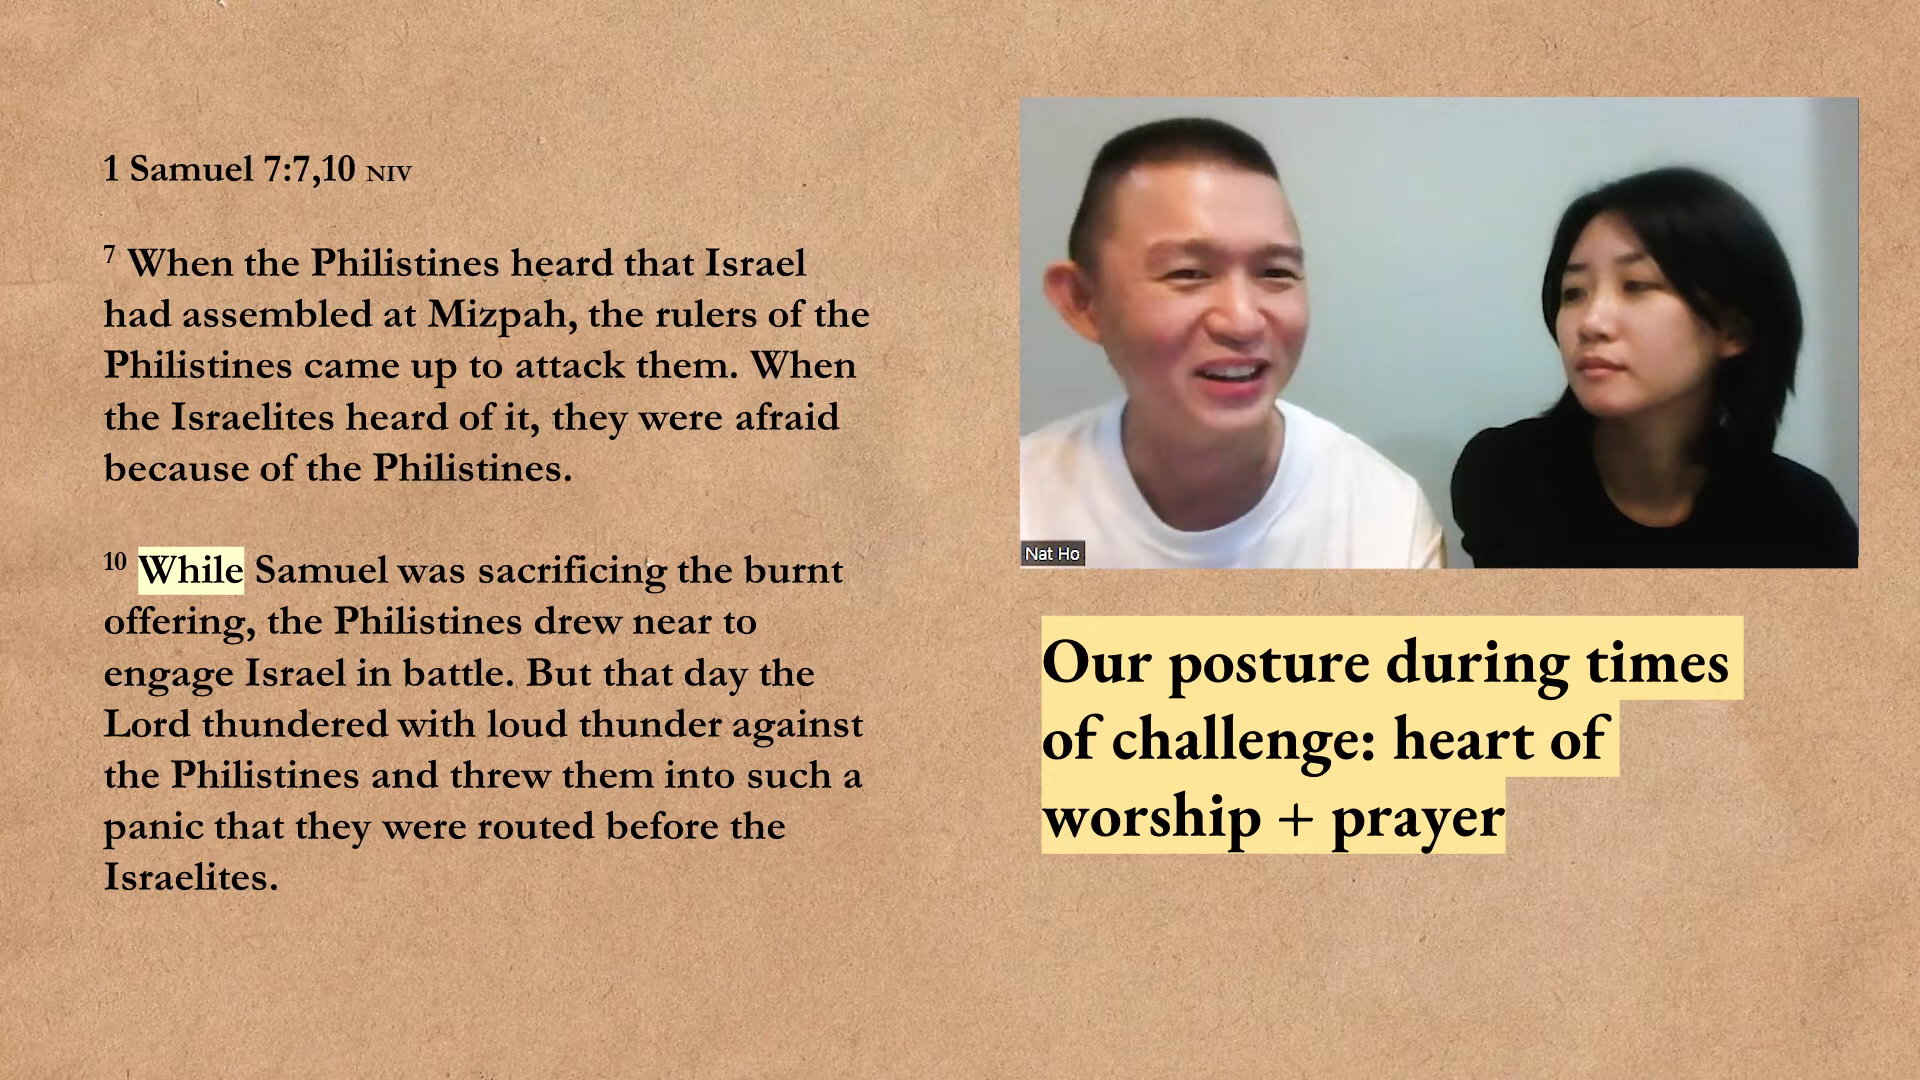 1 Samuel 7:7,10 NIV
7 When the Philistines heard that Israel
had assembled at Mizpah, the rulers of the
Philistines came up to attack them. When
the Israelites heard of it, they were afraid
because of the Philistines.
10 While Samuel was sacrificing the burnt
offering, the Philistines drew near to
engage Israel in battle. But that day the
Lord thundered with loud thunder against
the Philistines and threw them into such a
panic that they were routed before the
Israelites.
Nat Ho
Our posture during times
of challenge: heart of
worship + prayer